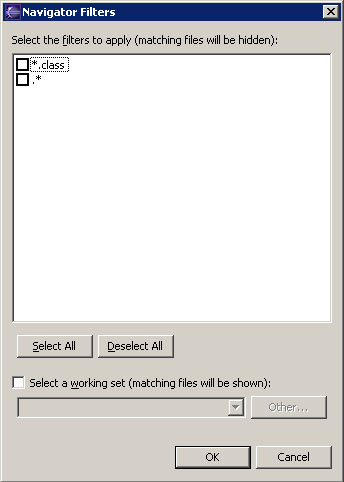 Navigator Filters
Select the filters to apply (matching files will be hidden):
*.class
.*
Select All
Deselect All
Select a working set (matching files will be shown):
Other...
OK
Cancel